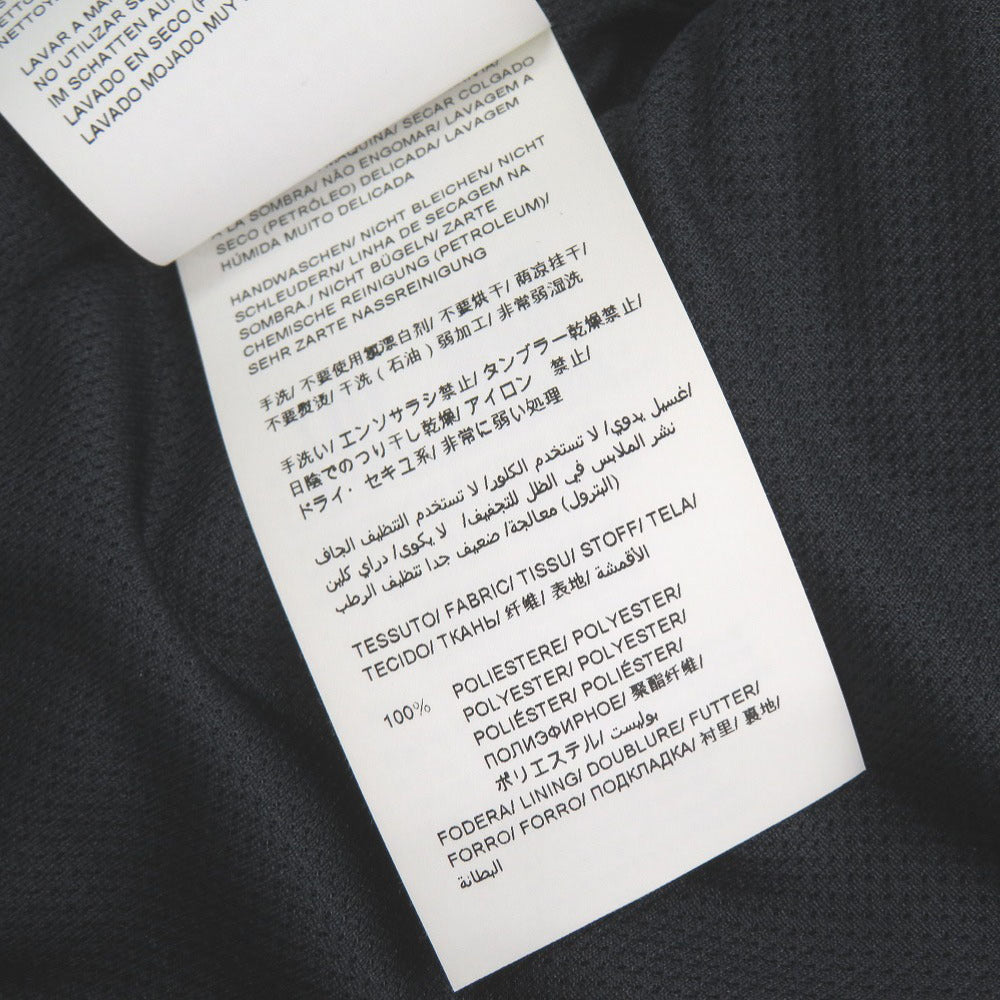 NETTOY
LAVAR A MA
NO UTILIZAR SE
IM SCHATTEN AU
LAVADO EN SECO (P
LAVADO MOJADO MUY
SECAR COLGADO
A LA SOMBRA/ NÃO ENGOMAR/ LAVAGEM A
SECO (PETRÓLEO) DELICADA/ LAVAGEM
HÚMIDA MUITO DELICADA
HANDWASCHEN/ NICHT BLEICHEN/ NICHT
SCHLEUDERN/ LINHA DE SECAGEM NA
SOMBRA./ NICHT BÜGELN/ ZARTE
CHEMISCHE REINIGUNG (PETROLEUM)/
SEHR ZARTE NASSREINIGUNG
手洗/ 不要使用氯漂白剂/ 不要烘干/ 荫凉挂干/
不要熨烫/ 干洗 ( 石油 ) 弱加工/ 非常弱湿洗
手洗い/ エンソサラシ禁止/ タンブラー乾燥禁止/
日陰でのつり干し乾燥/ アイロン 禁止/
ドライ・ セキユ系/ 非常に弱い処理
غسيل يدوي/ لا تستخدم الكلور/ لا تستخدم التنظيف الجاف/
نشر الملابس في الظل للتجفيف/ لا يكوى/ دراي كلين
(البترول) معالجة/ ضعيف جدا تنظيف الرطب
TESSUTO/ FABRIC/ TISSU/ STOFF/ TELA/
TECIDO/ ТКАНЬ/ 纤维/ 表地/ الأقمشة
100% POLIESTERE/ POLYESTER/
POLYESTER/ POLYESTER/
POLIÉSTER/ POLIÉSTER/
ПОЛИЭФИРНОЕ/ 聚酯纤维/
ポリエステル/ بوليست
FODERA/ LINING/ DOUBLURE/ FUTTER/
FORRO/ FORRO/ ПОДКЛАДКА/ 衬里/ 裏地/
البطانة